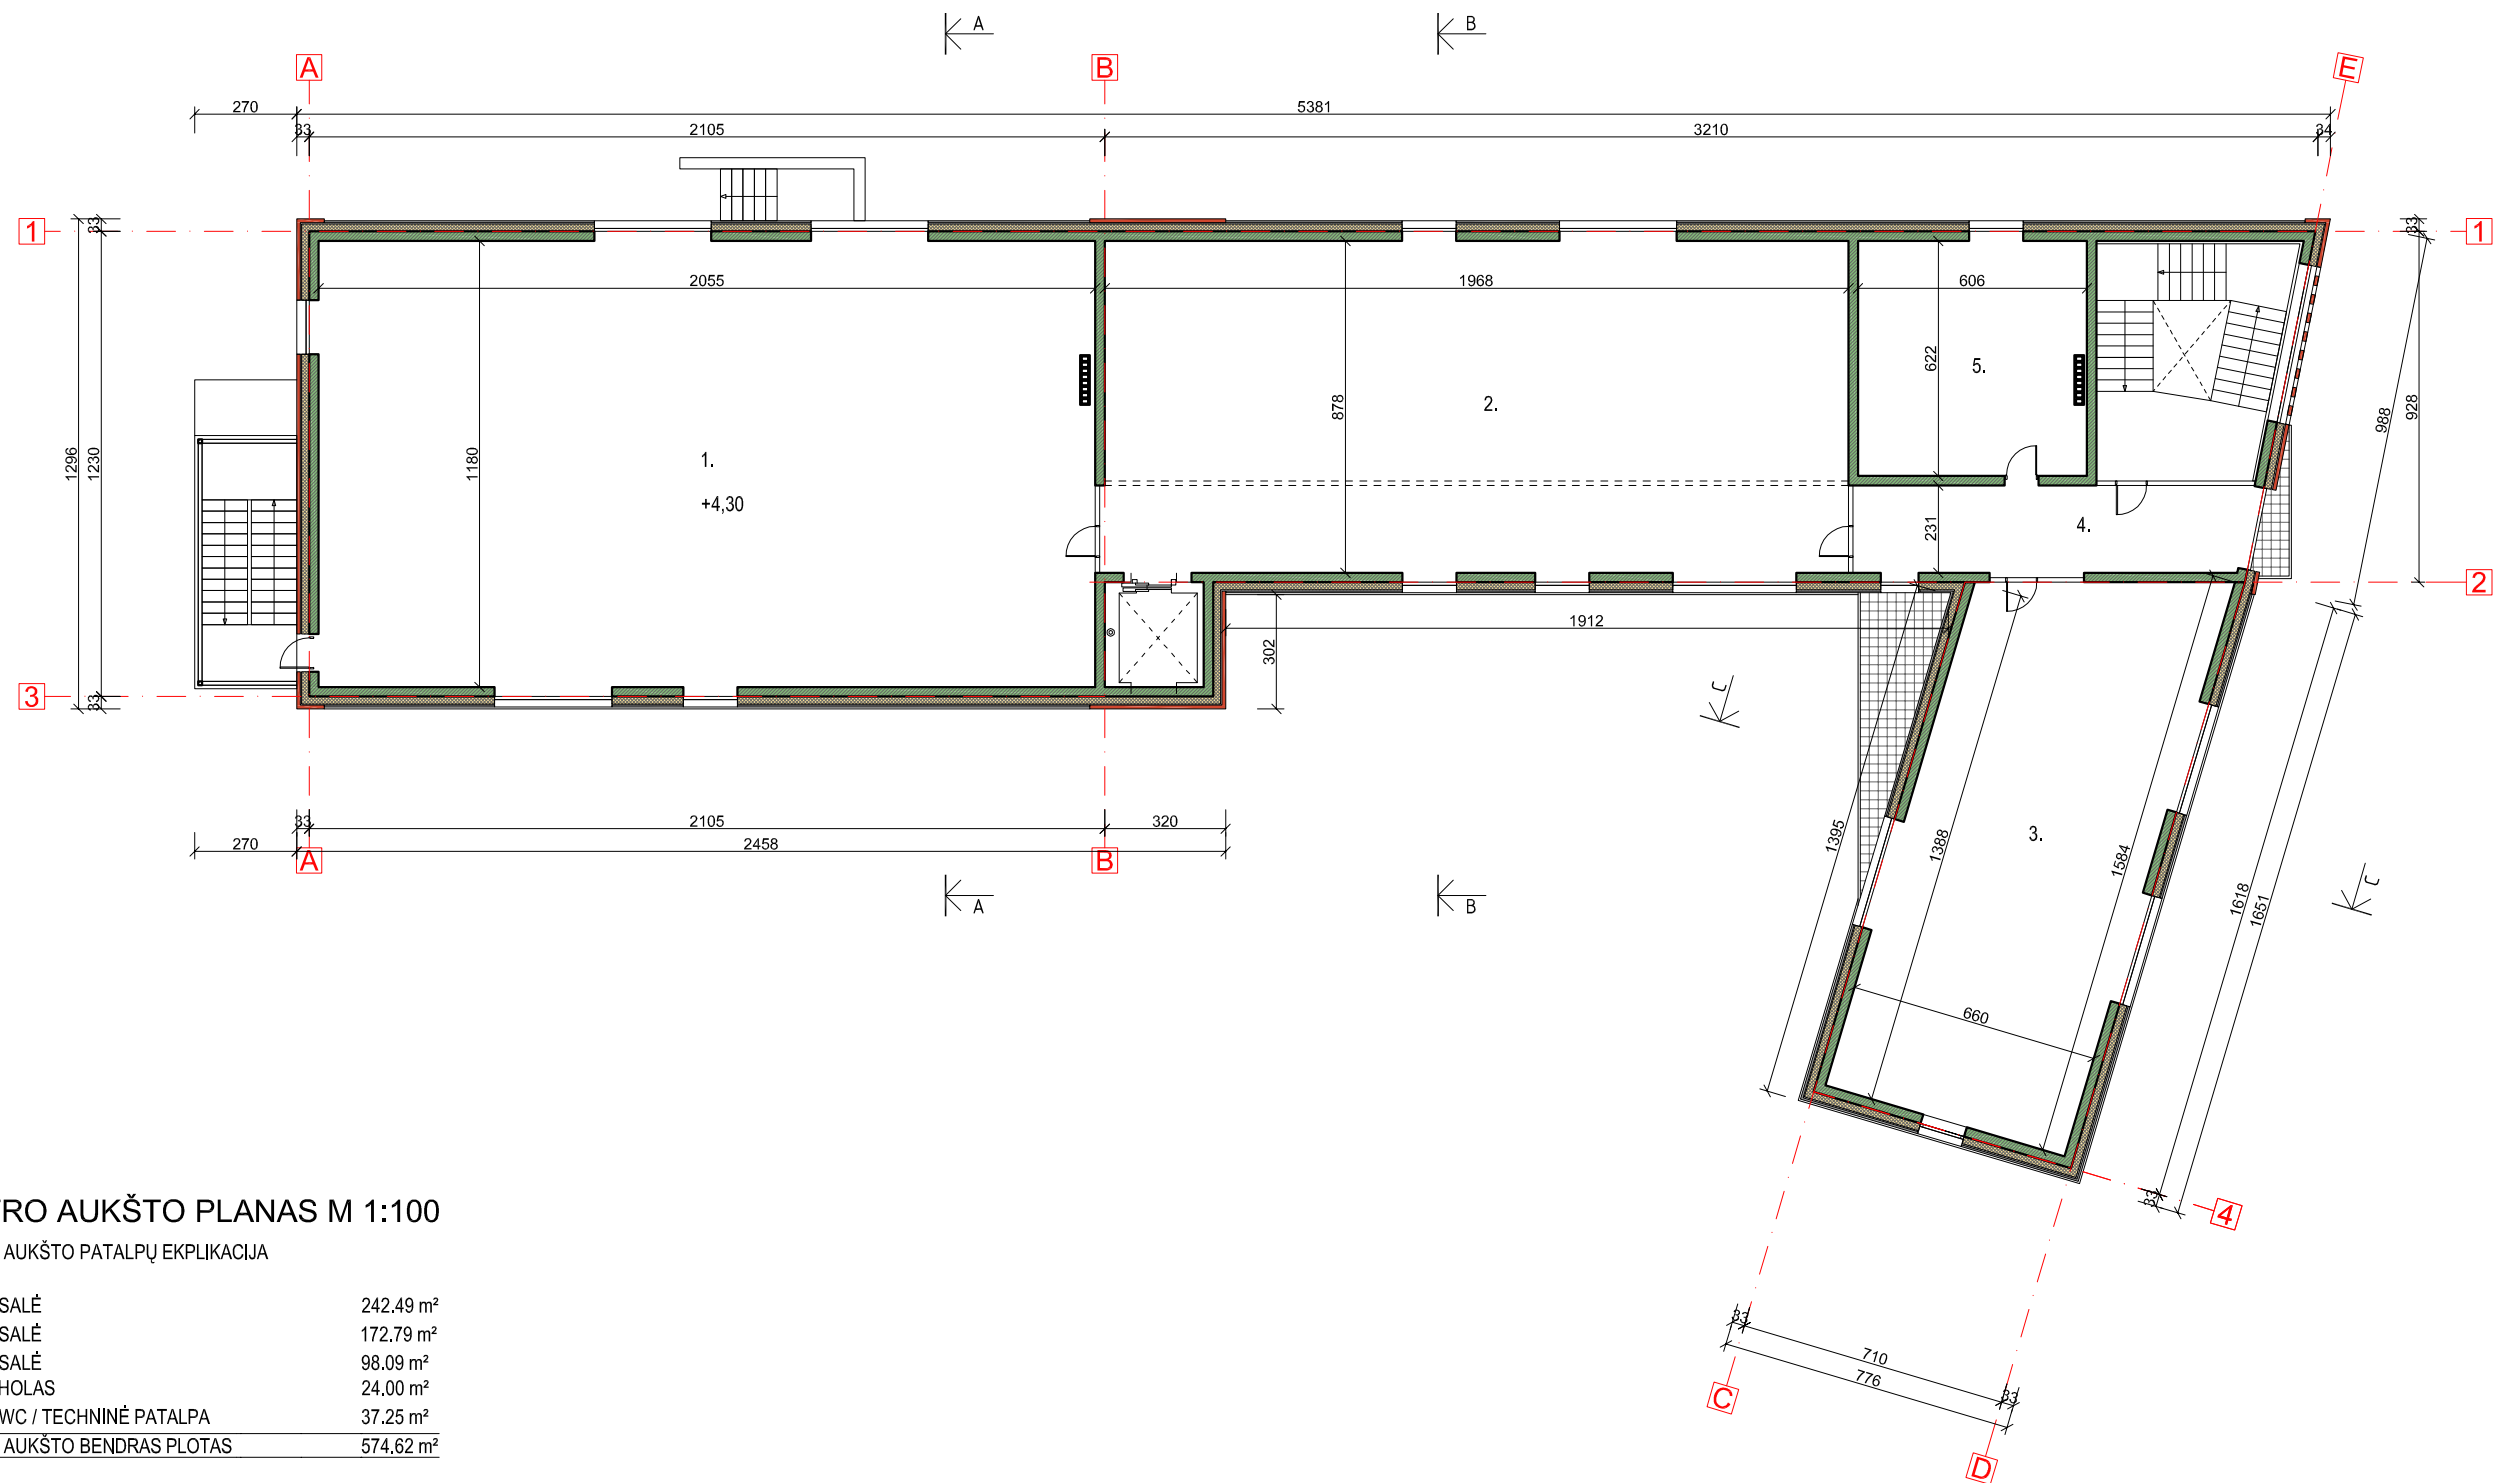 A B
A B E
270 5381
33 2105 3210 34
1 33 33 1
2055 1968 606
1296 1230 1180 878 622 5. 988 928
2.
1.
+4,30
231 4.
2
302 1912
3 33
C
33 2105 320
270 2458
A B
A B
1395 1388 3. 1584 1618 1651
C
660
33
4
RO AUKŠTO PLANAS M 1:100
AUKŠTO PATALPŲ EKPLIKACIJA
SALĖ 242.49 m²
SALĖ 172.79 m²
SALĖ 98.09 m²
HOLAS 24.00 m²
WC / TECHNINĖ PATALPA 37.25 m²
AUKŠTO BENDRAS PLOTAS 574.62 m²
33
710
776
33
C
D